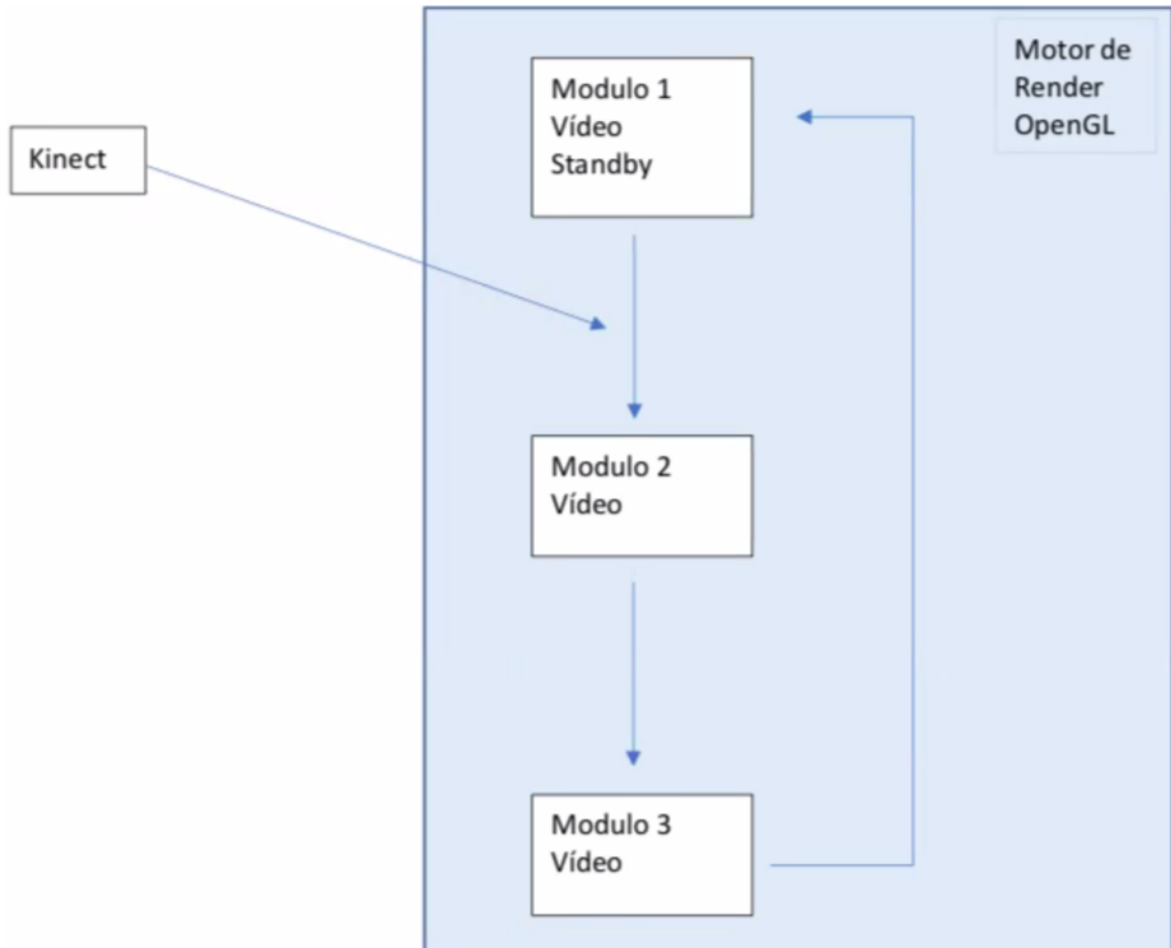 Motor de
Render
OpenGL
Modulo 1
Vídeo
Standby
Kinect
Modulo 2
Vídeo
Modulo 3
Vídeo